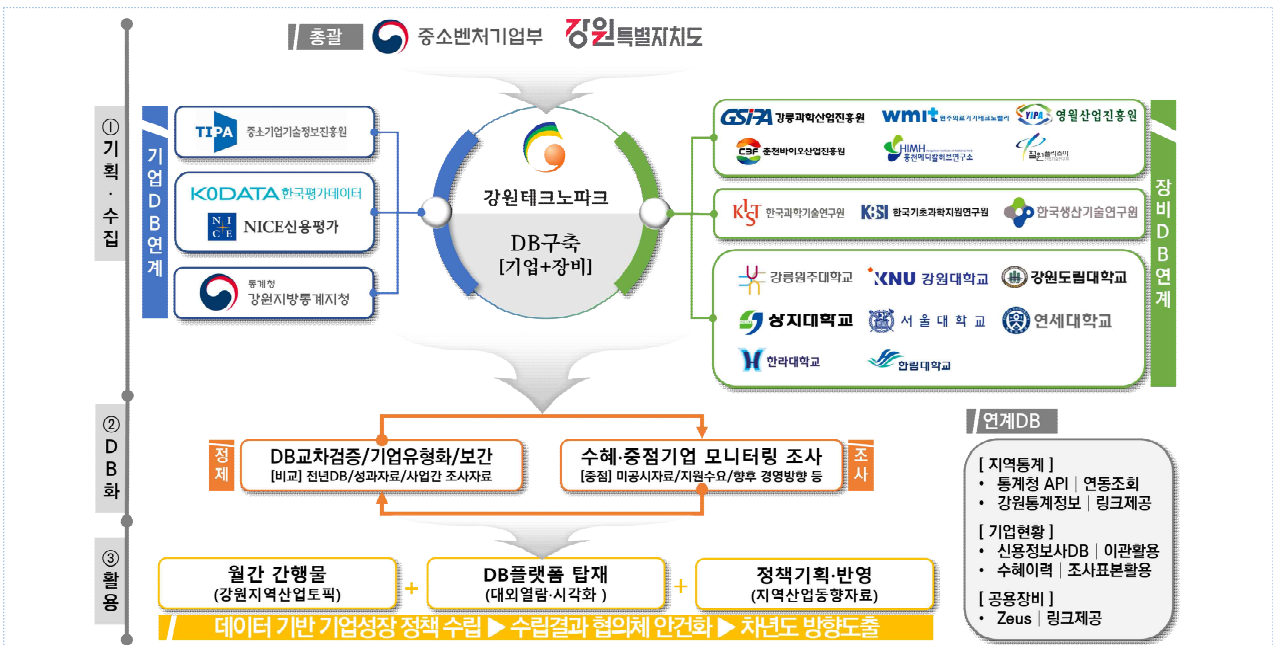 총괄
중소벤처기업부
강원특별자치도
①기획·수집
기업DB연계
TIPA 중소기업기술정보진흥원
KODATA 한국평가데이터
NICE NICE신용평가
통계청
강원지방통계지청
강원테크노파크
DB구축
[기업+장비]
장비DB연계
GSIPA 강릉과학산업진흥원
wmit 원주의료기기테크노밸리
YIPA 영월산업진흥원
CBF 춘천바이오산업진흥원
HIMH
홍천메디칼허브연구소
KIST 한국과학기술연구원
KBSI 한국기초과학지원연구원
한국생산기술연구원
강릉원주대학교
KNU 강원대학교
강원도립대학교
상지대학교
서울대학교
연세대학교
한라대학교
한림대학교
②DB화
정제
DB교차검증/기업유형화/보간
[비교] 전년DB/성과자료/사업간 조사자료
수혜·중점기업 모니터링 조사
[중점] 미공시자료/지원수요/향후 경영방향 등
조사
③활용
월간 간행물
(강원지역산업토픽)
+
DB플랫폼 탑재
(대외열람·시각화 )
+
정책기획·반영
(지역산업동향자료)
데이터 기반 기업성장 정책 수립 ▶ 수립결과 협의체 안건화 ▶ 차년도 방향도출
연계DB
[ 지역통계 ]
• 통계청 API | 연동조회
• 강원통계정보 | 링크제공
[ 기업현황 ]
• 신용정보사DB | 이관활용
• 수혜이력 | 조사표본활용
[ 공용장비 ]
• Zeus | 링크제공